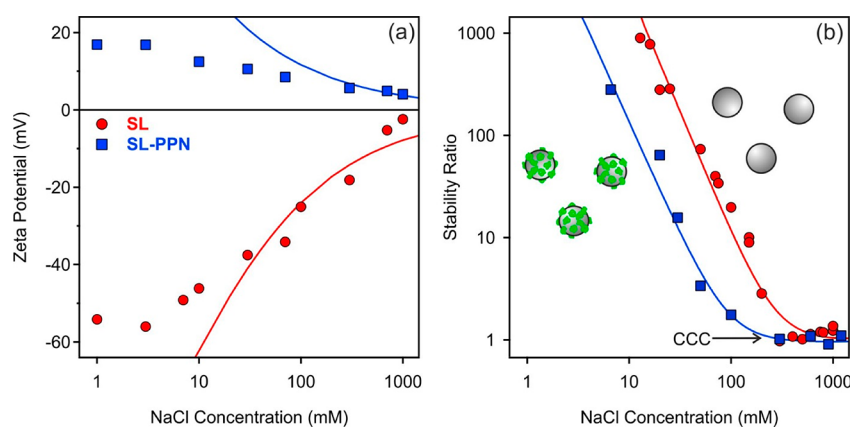 (a)
20
0
-20
-40
-60
Zeta Potential (mV)
SL
SL-PPN
1
10
100
1000
NaCl Concentration (mM)
(b)
1000
100
10
1
Stability Ratio
CCC
1
10
100
1000
NaCl Concentration (mM)